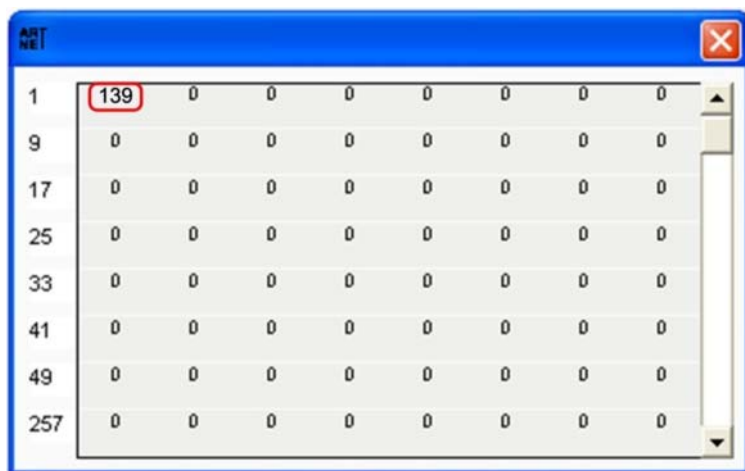 ART
NET
1 139 0 0 0 0 0 0 0
9 0 0 0 0 0 0 0 0
17 0 0 0 0 0 0 0 0
25 0 0 0 0 0 0 0 0
33 0 0 0 0 0 0 0 0
41 0 0 0 0 0 0 0 0
49 0 0 0 0 0 0 0 0
257 0 0 0 0 0 0 0 0